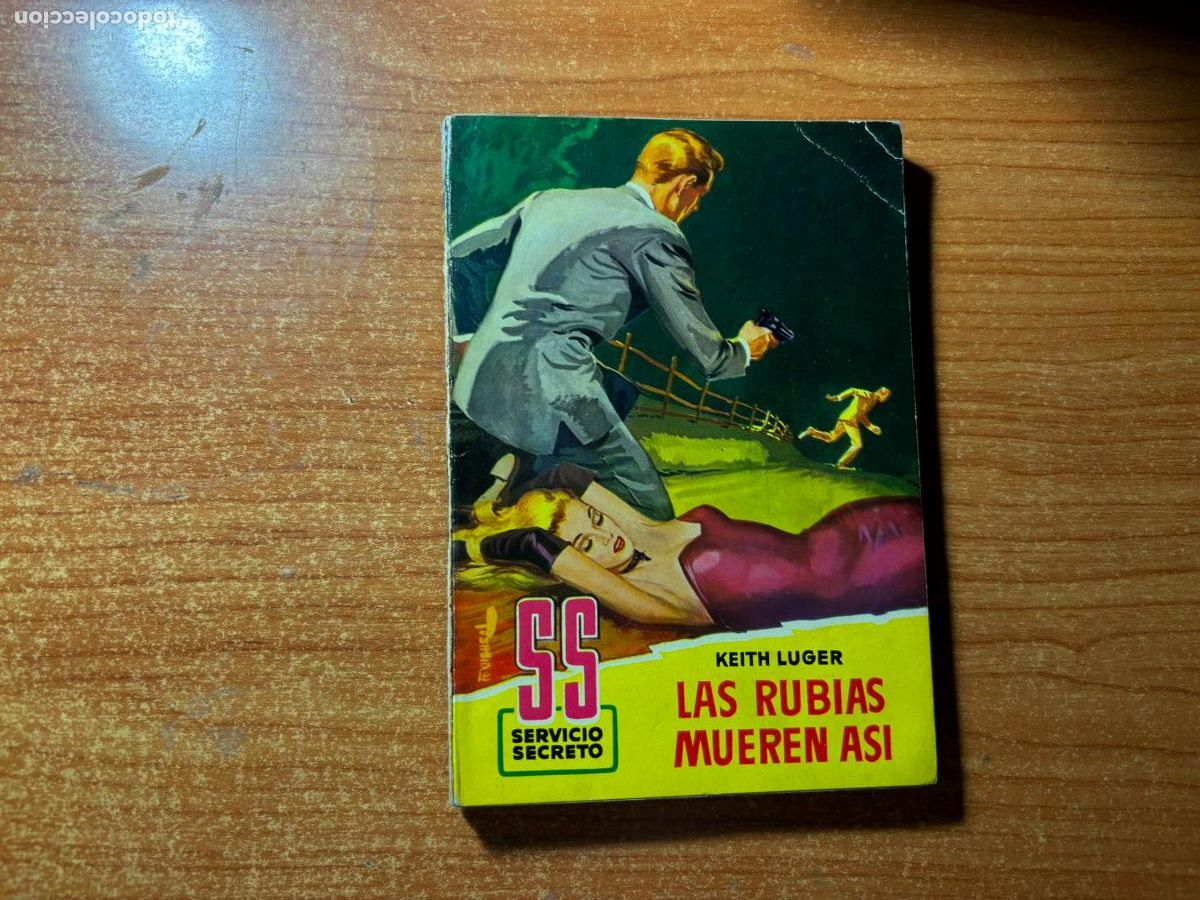 todocoleccion
KEITH LUGER
LAS RUBIAS
MUEREN ASI
SS
SERVICIO
SECRETO